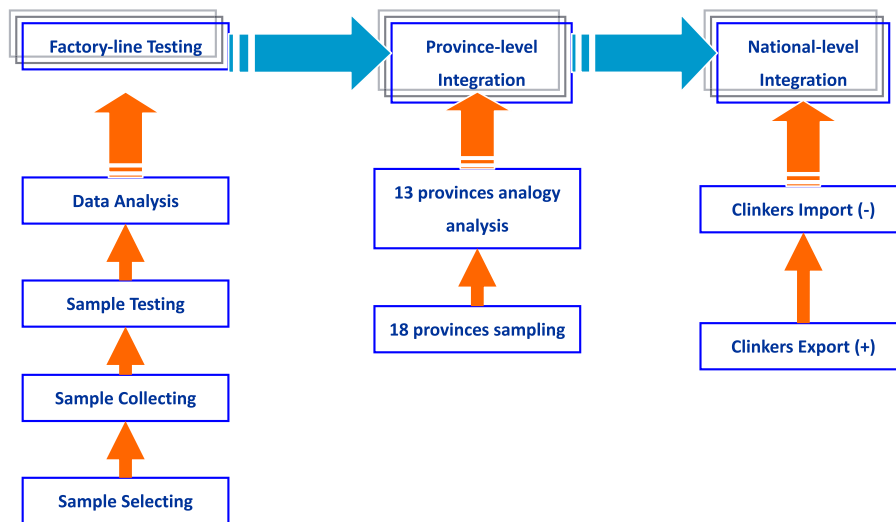 Factory-line Testing
Province-level
Integration
National-level
Integration
Data Analysis
13 provinces analogy
analysis
Clinkers Import (-)
Sample Testing
18 provinces sampling
Clinkers Export (+)
Sample Collecting
Sample Selecting